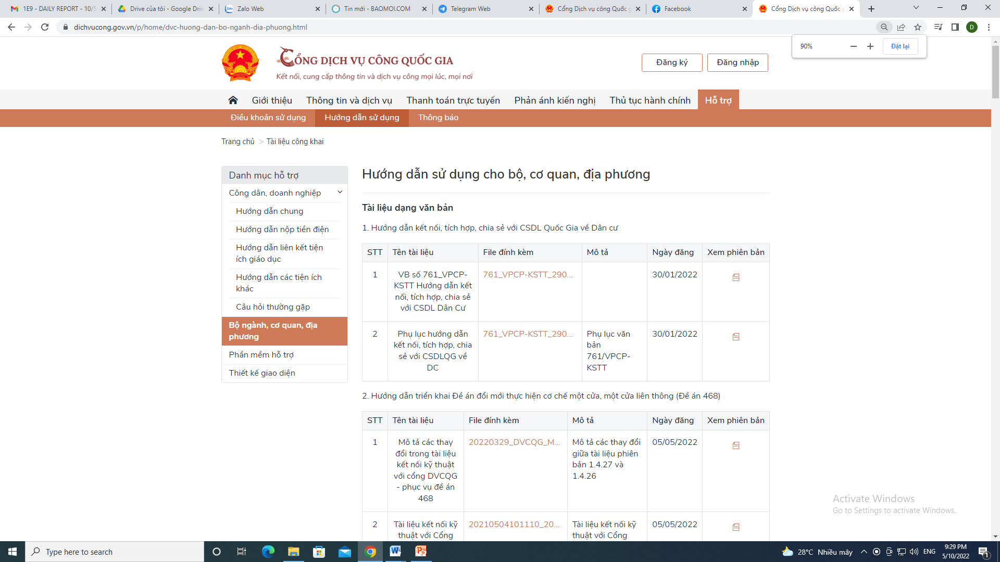 1E9 - DAILY REPORT - 10/5
Drive của tôi - Google Driv
Zalo Web
Tin mới - BAOMOI.COM
Telegram Web
Cổng Dịch vụ công Quốc g
Facebook
Cổng Dịch vụ công Quốc g
dichvucong.gov.vn/p/home/dvc-huong-dan-bo-nganh-dia-phuong.html
D
90%
Đặt lại
CỔNG DỊCH VỤ CÔNG QUỐC GIA
Kết nối, cung cấp thông tin và dịch vụ công mọi lúc, mọi nơi
Đăng ký
Đăng nhập
Giới thiệu
Thông tin và dịch vụ
Thanh toán trực tuyến
Phản ánh kiến nghị
Thủ tục hành chính
Hỗ trợ
Điều khoản sử dụng
Hướng dẫn sử dụng
Thông báo
Trang chủ > Tài liệu công khai
Danh mục hỗ trợ
Công dân, doanh nghiệp
Hướng dẫn chung
Hướng dẫn nộp tiền điện
Hướng dẫn liên kết tiện
ích giáo dục
Hướng dẫn các tiện ích
khác
Câu hỏi thường gặp
Bộ ngành, cơ quan, địa
phương
Phần mềm hỗ trợ
Thiết kế giao diện
Hướng dẫn sử dụng cho bộ, cơ quan, địa phương
Tài liệu dạng văn bản
1. Hướng dẫn kết nối, tích hợp, chia sẻ với CSDL Quốc Gia về Dân cư
STT
Tên tài liệu
File đính kèm
Mô tả
Ngày đăng
Xem phiên bản
1
VB số 761_VPCP-
KSTT Hướng dẫn kết
nối, tích hợp, chia sẻ
với CSDL Dân Cư
761_VPCP-KSTT_290...
30/01/2022
2
Phụ lục hướng dẫn
kết nối, tích hợp, chia
sẻ với CSDLQG về
DC
761_VPCP-KSTT_290...
Phụ lục văn
bản
761/VPCP-
KSTT
30/01/2022
2. Hướng dẫn triển khai Đề án đổi mới thực hiện cơ chế một cửa, một cửa liên thông (Đề án 468)
STT
Tên tài liệu
File đính kèm
Mô tả
Ngày đăng
Xem phiên bản
1
Mô tả các thay
đổi trong tài liệu
kết nối kỹ thuật
với cổng DVCQG
- phục vụ đề án
468
20220329_DVCQG_M...
Mô tả các thay đổi
giữa tài liệu phiên
bản 1.4.27 và
1.4.26
05/05/2022
2
Tài liệu kết nối kỹ
thuật với Cổng
20210504101110_20...
Tài liệu kết nối kỹ
thuật với Cổng
05/05/2022
Activate Windows
Go to Settings to activate Windows.
Type here to search
28°C Nhiều mây
ENG
9:29 PM
5/10/2022
1